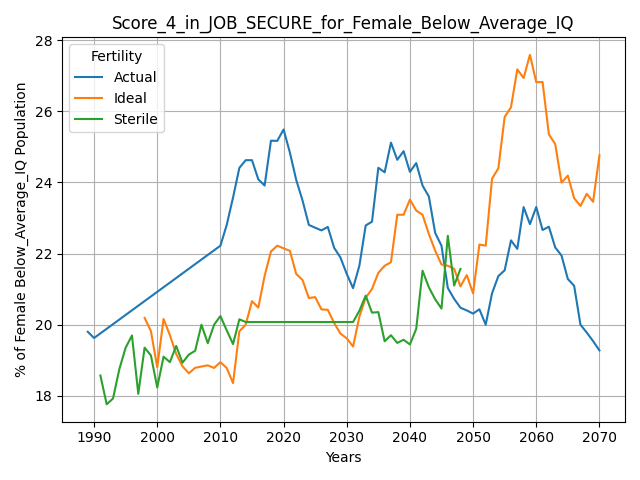 Score_4_in_JOB_SECURE_for_Female_Below_Average_IQ
Fertility
Actual
Ideal
Sterile
% of Female Below_Average_IQ Population
28
26
24
22
20
18
1990 2000 2010 2020 2030 2040 2050 2060 2070
Years